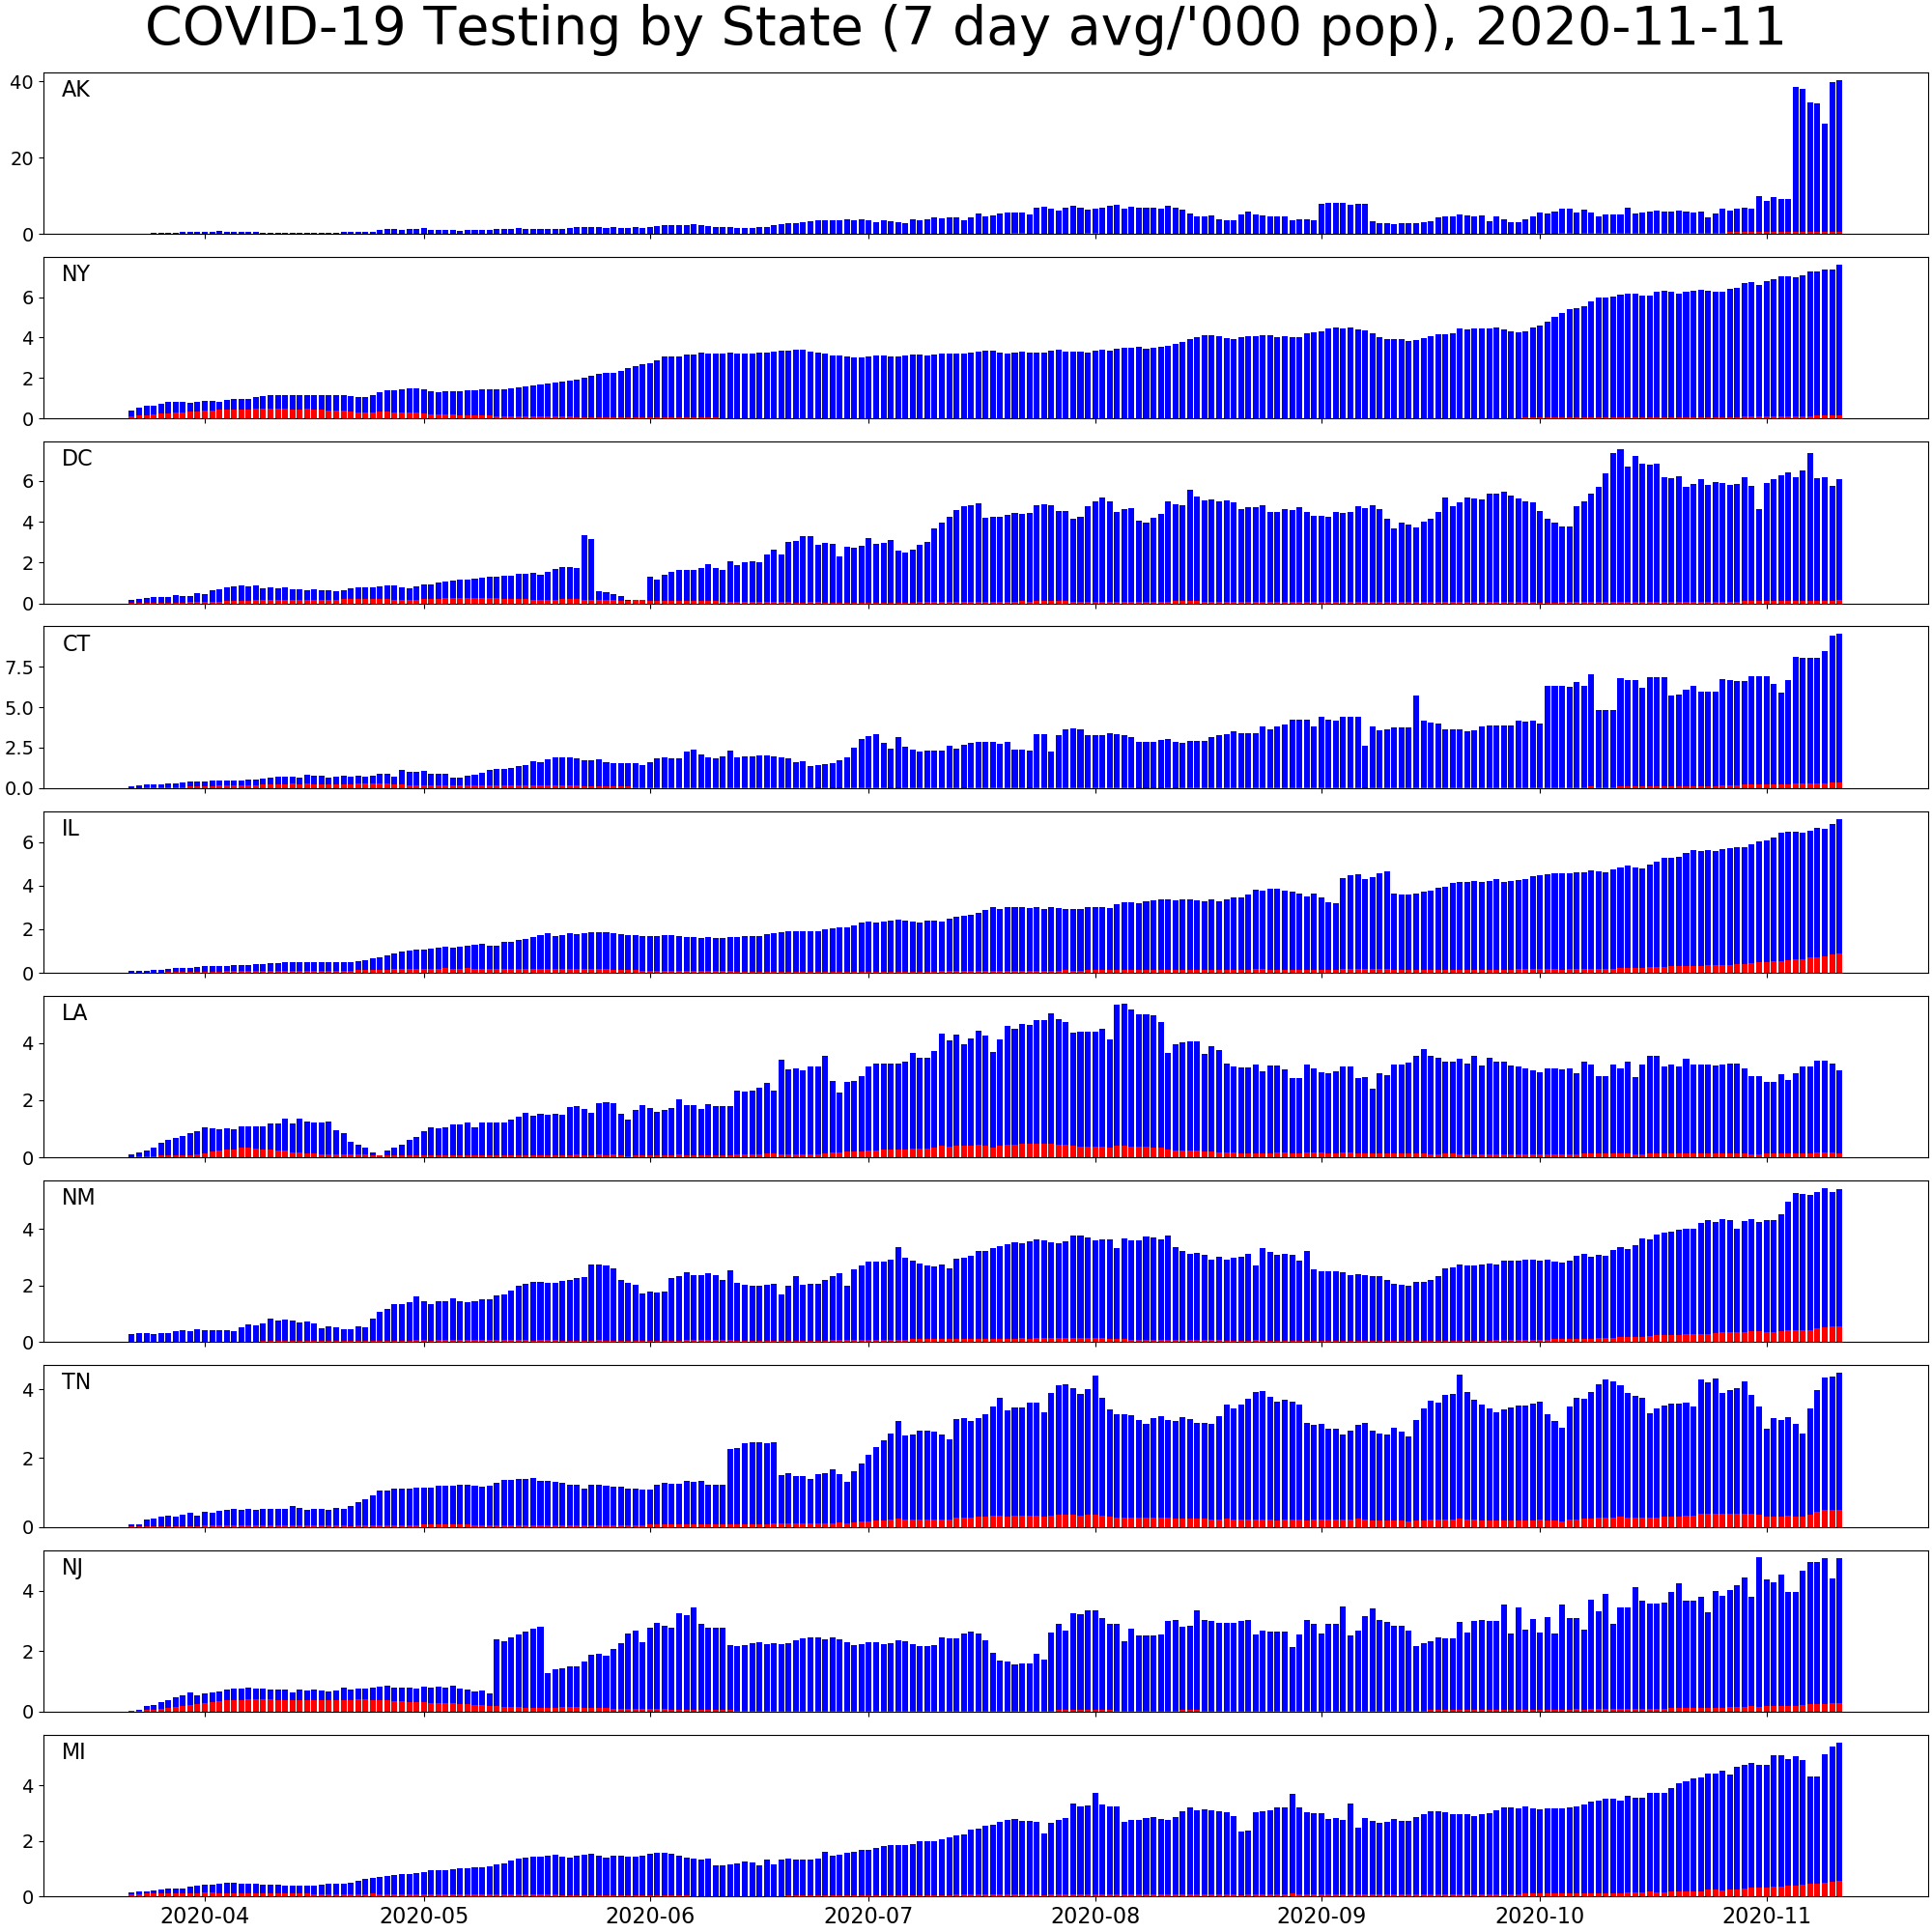 COVID-19 Testing by State (7 day avg/'000 pop), 2020-11-11
AK
40
20
0
NY
6
4
2
0
DC
6
4
2
0
CT
7.5
5.0
2.5
0.0
IL
6
4
2
0
LA
4
2
0
NM
4
2
0
TN
4
2
0
NJ
4
2
0
MI
4
2
0
2020-04 2020-05 2020-06 2020-07 2020-08 2020-09 2020-10 2020-11